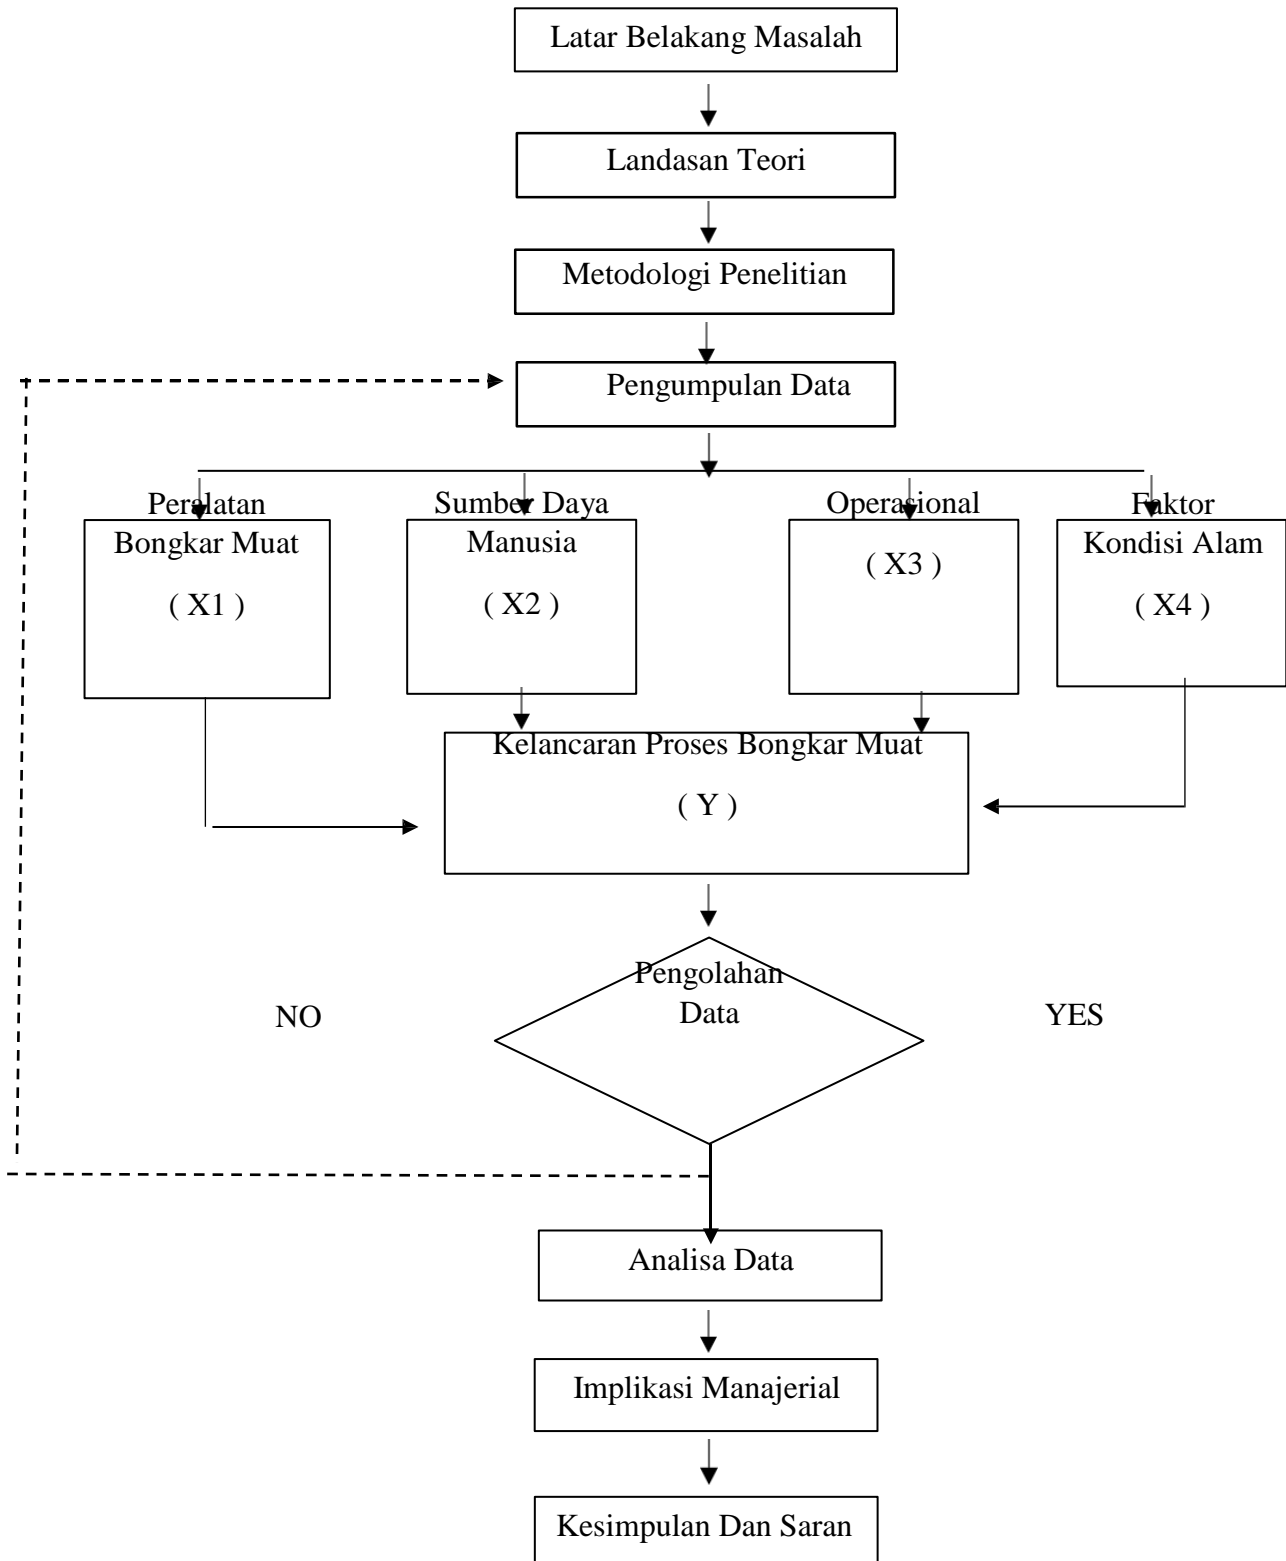 Latar Belakang Masalah
Landasan Teori
Metodologi Penelitian
Pengumpulan Data
Peralatan
Bongkar Muat
( X1 )
Sumber Daya
Manusia
( X2 )
Operasional
( X3 )
Faktor
Kondisi Alam
( X4 )
Kelancaran Proses Bongkar Muat
( Y )
Pengolahan
Data
NO
YES
Analisa Data
Implikasi Manajerial
Kesimpulan Dan Saran